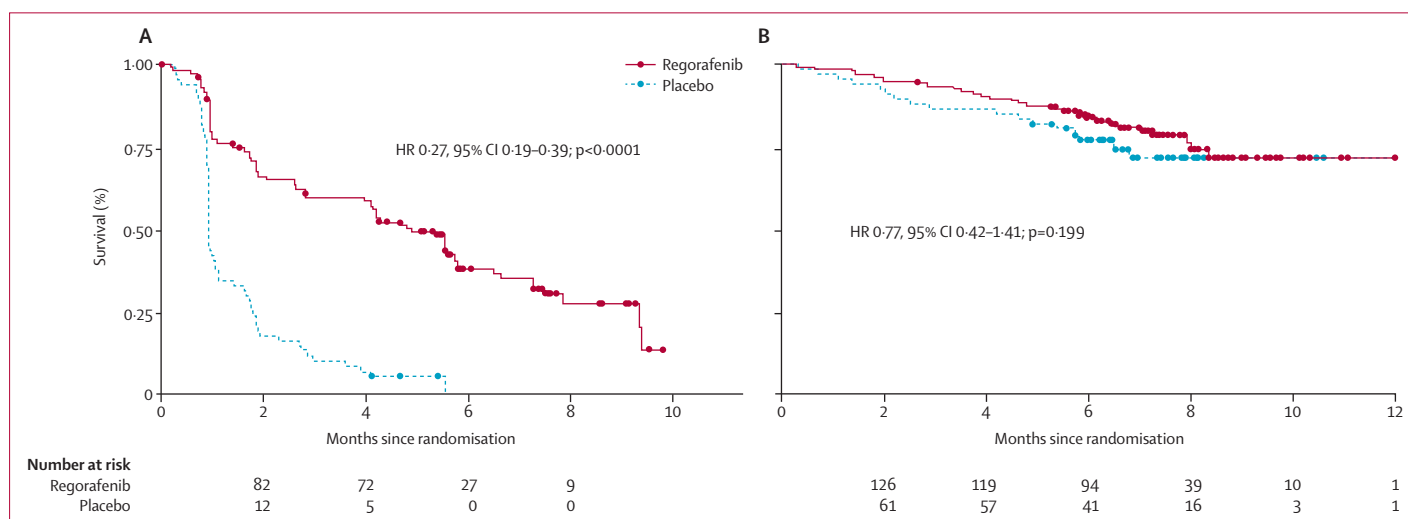 A
B
1·00
0·75
0·50
0·25
0
Survival (%)
Regorafenib
Placebo
HR 0·27, 95% CI 0·19–0·39; p<0·0001
HR 0·77, 95% CI 0·42–1·41; p=0·199
0 2 4 6 8 10
0 2 4 6 8 10 12
Months since randomisation
Months since randomisation
Number at risk
Regorafenib 82 72 27 9 126 119 94 39 10 1
Placebo 12 5 0 0 61 57 41 16 3 1